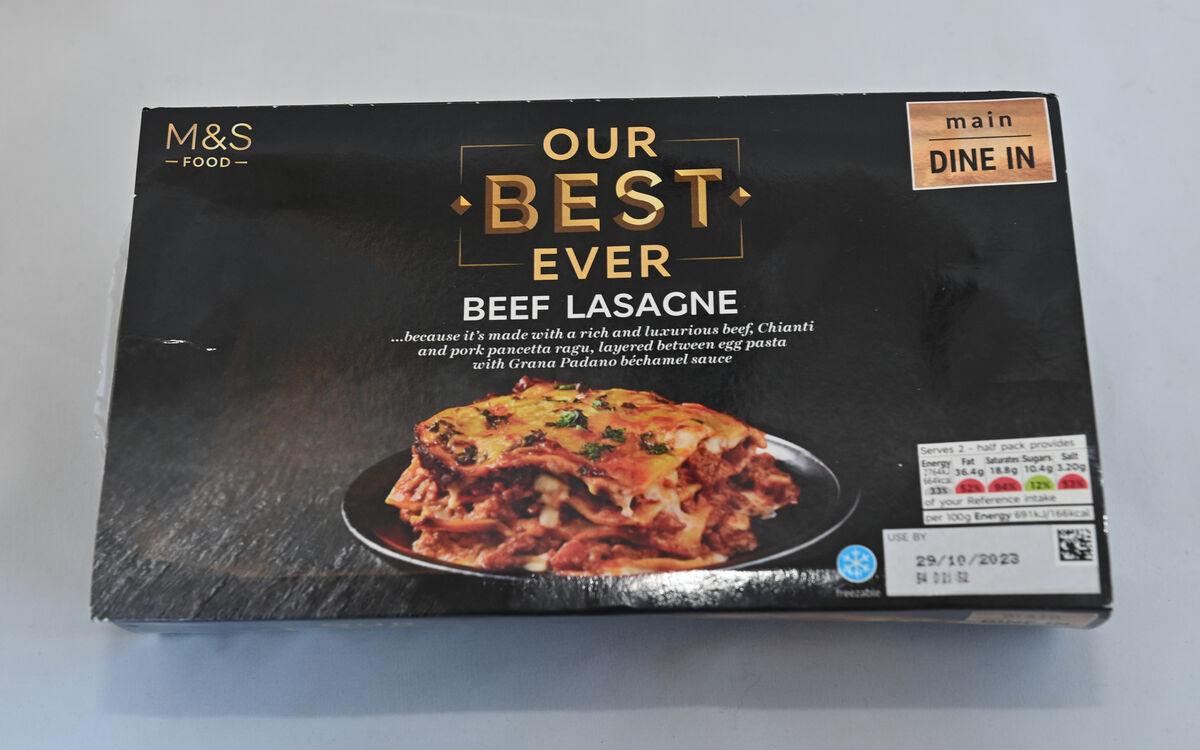 M&S
FOOD
OUR
BEST
EVER
BEEF LASAGNE
...because it's made with a rich and luxurious beef, Chianti
and pork pancetta ragu, layered between egg pasta
with Grana Padano béchamel sauce
main
DINE IN
Serves 2 - half pack provides
Energy Fat Saturates Sugars Salt
2764kJ 36.4g 18.8g 10.4g 3.20g
664kcal
33% 52% 94% 12% 53%
of your Reference intake
per 100g Energy 691kJ/166kcal
USE BY
29/10/2023
freezable